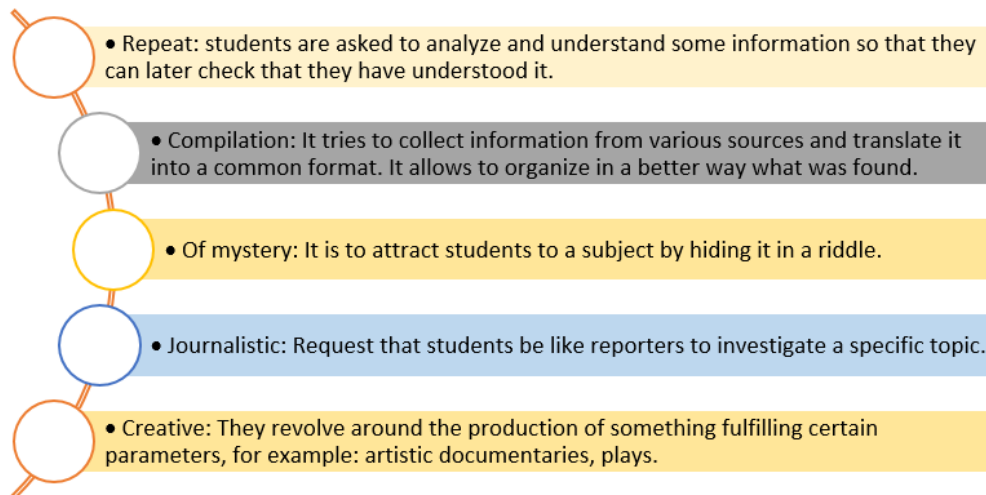 • Repeat: students are asked to analyze and understand some information so that they
can later check that they have understood it.
• Compilation: It tries to collect information from various sources and translate it
into a common format. It allows to organize in a better way what was found.
• Of mystery: It is to attract students to a subject by hiding it in a riddle.
• Journalistic: Request that students be like reporters to investigate a specific topic.
• Creative: They revolve around the production of something fulfilling certain
parameters, for example: artistic documentaries, plays.